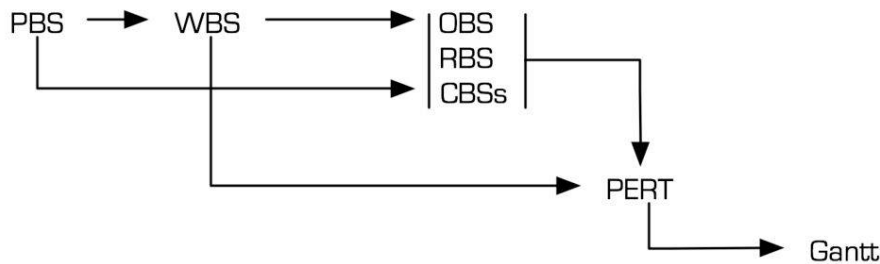 PBS WBS OBS
RBS
CBSs
PERT
Gantt